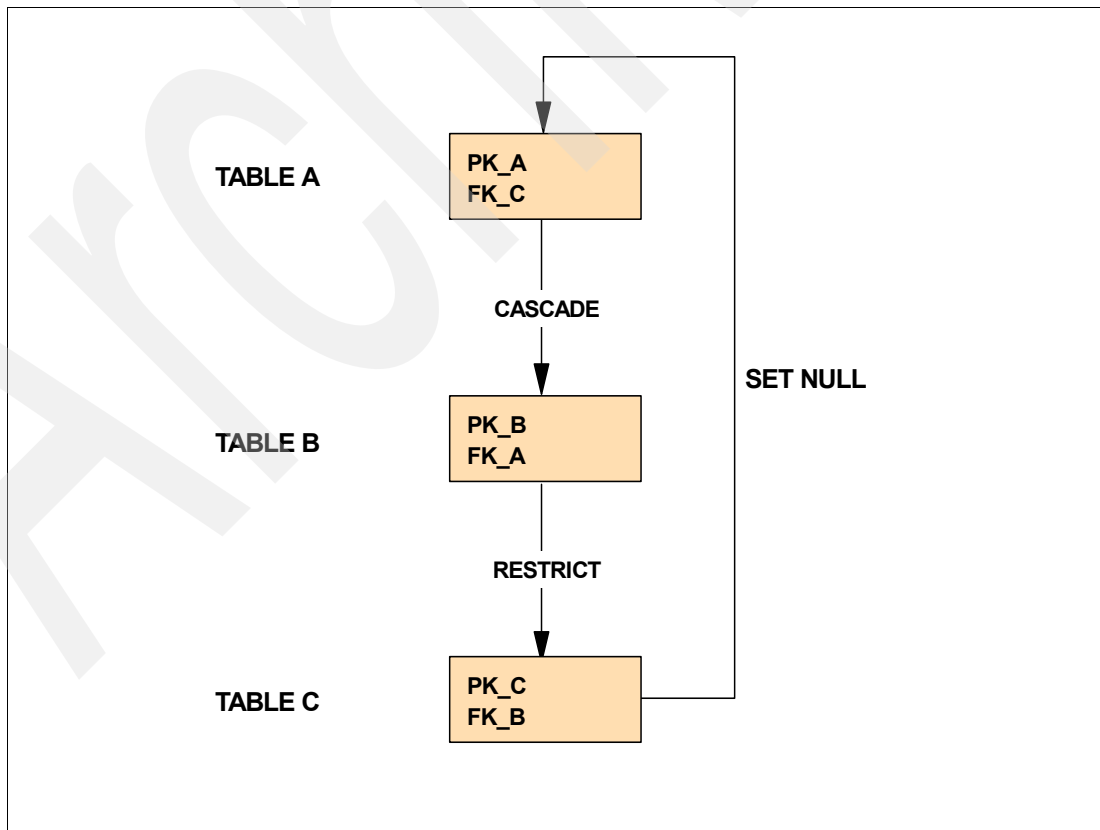 TABLE A
PK_A
FK_C
CASCADE
SET NULL
TABLE B
PK_B
FK_A
RESTRICT
TABLE C
PK_C
FK_B